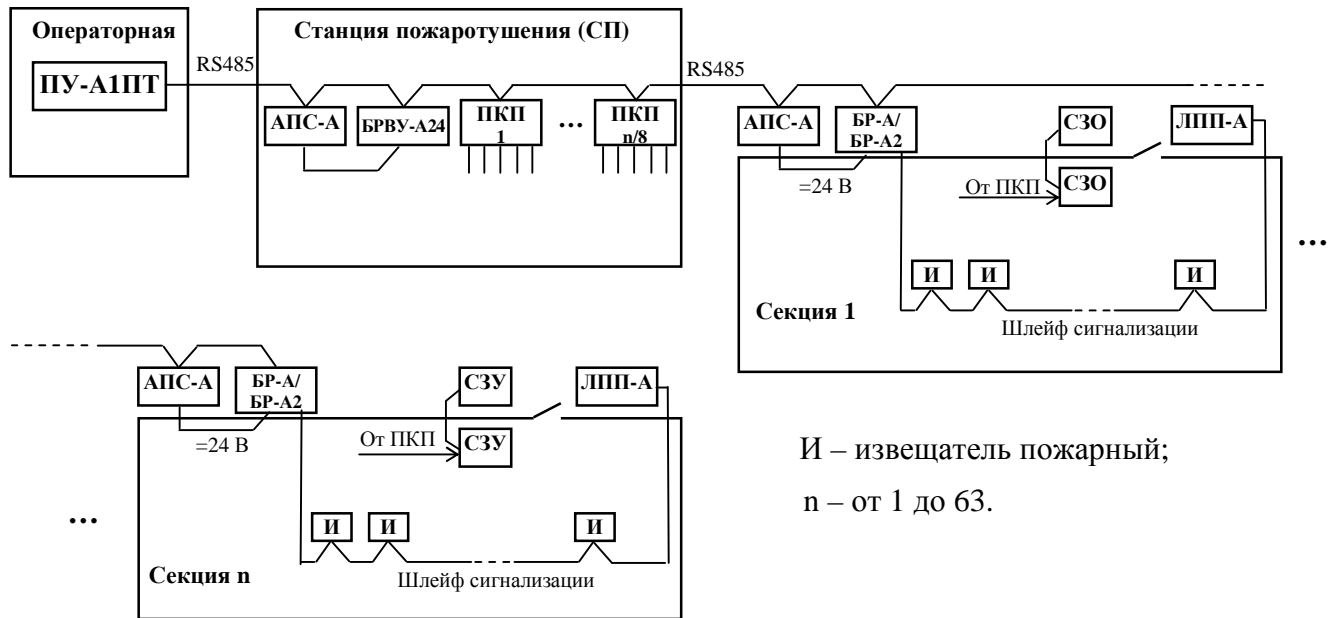 Операторная
ПУ-А1ПТ
RS485
Станция пожаротушения (СП)
АПС-А
БРВУ-А24
ПКП
1
...
ПКП
n/8
RS485
АПС-А
БР-А/
БР-А2
=24 В
СЗО
ЛПП-А
От ПКП
СЗО
И
И
И
Секция 1
Шлейф сигнализации
...
АПС-А
БР-А/
БР-А2
=24 В
СЗУ
ЛПП-А
От ПКП
СЗУ
...
И
И
И
Секция n
Шлейф сигнализации
И – извещатель пожарный;
n – от 1 до 63.